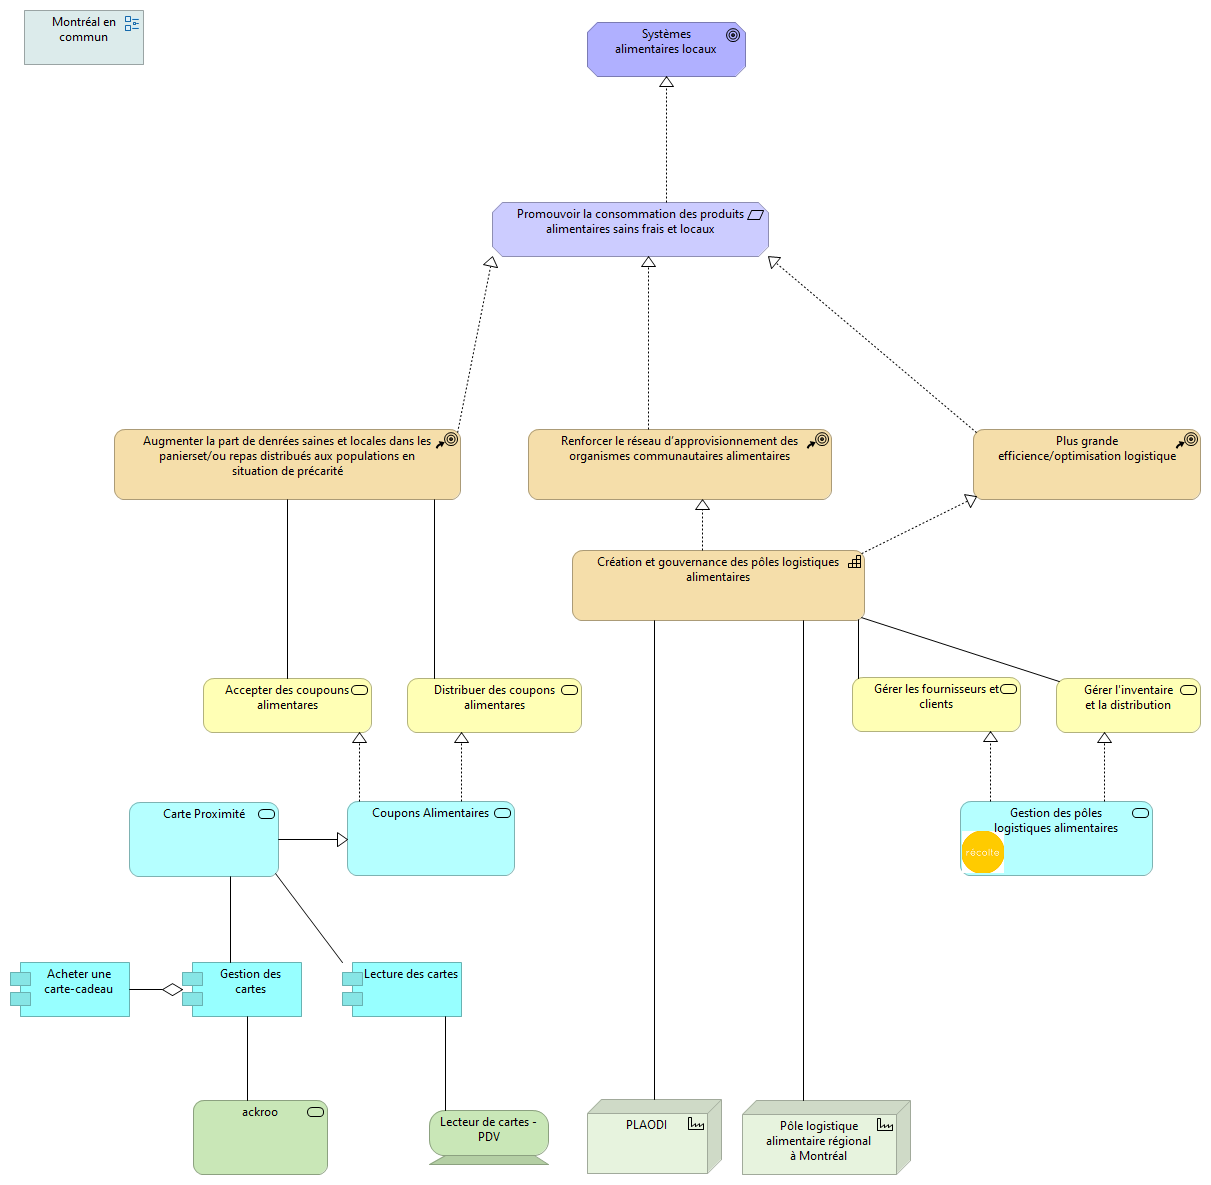 Montréal en
commun
Systèmes
alimentaires locaux
Promouvoir la consommation des produits
alimentaires sains frais et locaux
Augmenter la part de denrées saines et locales dans les
panierset/ou repas distribués aux populations en
situation de précarité
Renforcer le réseau d'approvisionnement des
organismes communautaires alimentaires
Plus grande
efficience/optimisation logistique
Création et gouvernance des pôles logistiques
alimentaires
Accepter des coupouns
alimentares
Distribuer des coupons
alimentares
Gérer les fournisseurs et
clients
Gérer l'inventaire
et la distribution
Carte Proximité
Coupons Alimentaires
Gestion des pôles
logistiques alimentaires
récolte
Acheter une
carte-cadeau
Gestion des
cartes
Lecture des cartes
ackroo
Lecteur de cartes -
PDV
PLAODI
Pôle logistique
alimentaire régional
à Montréal